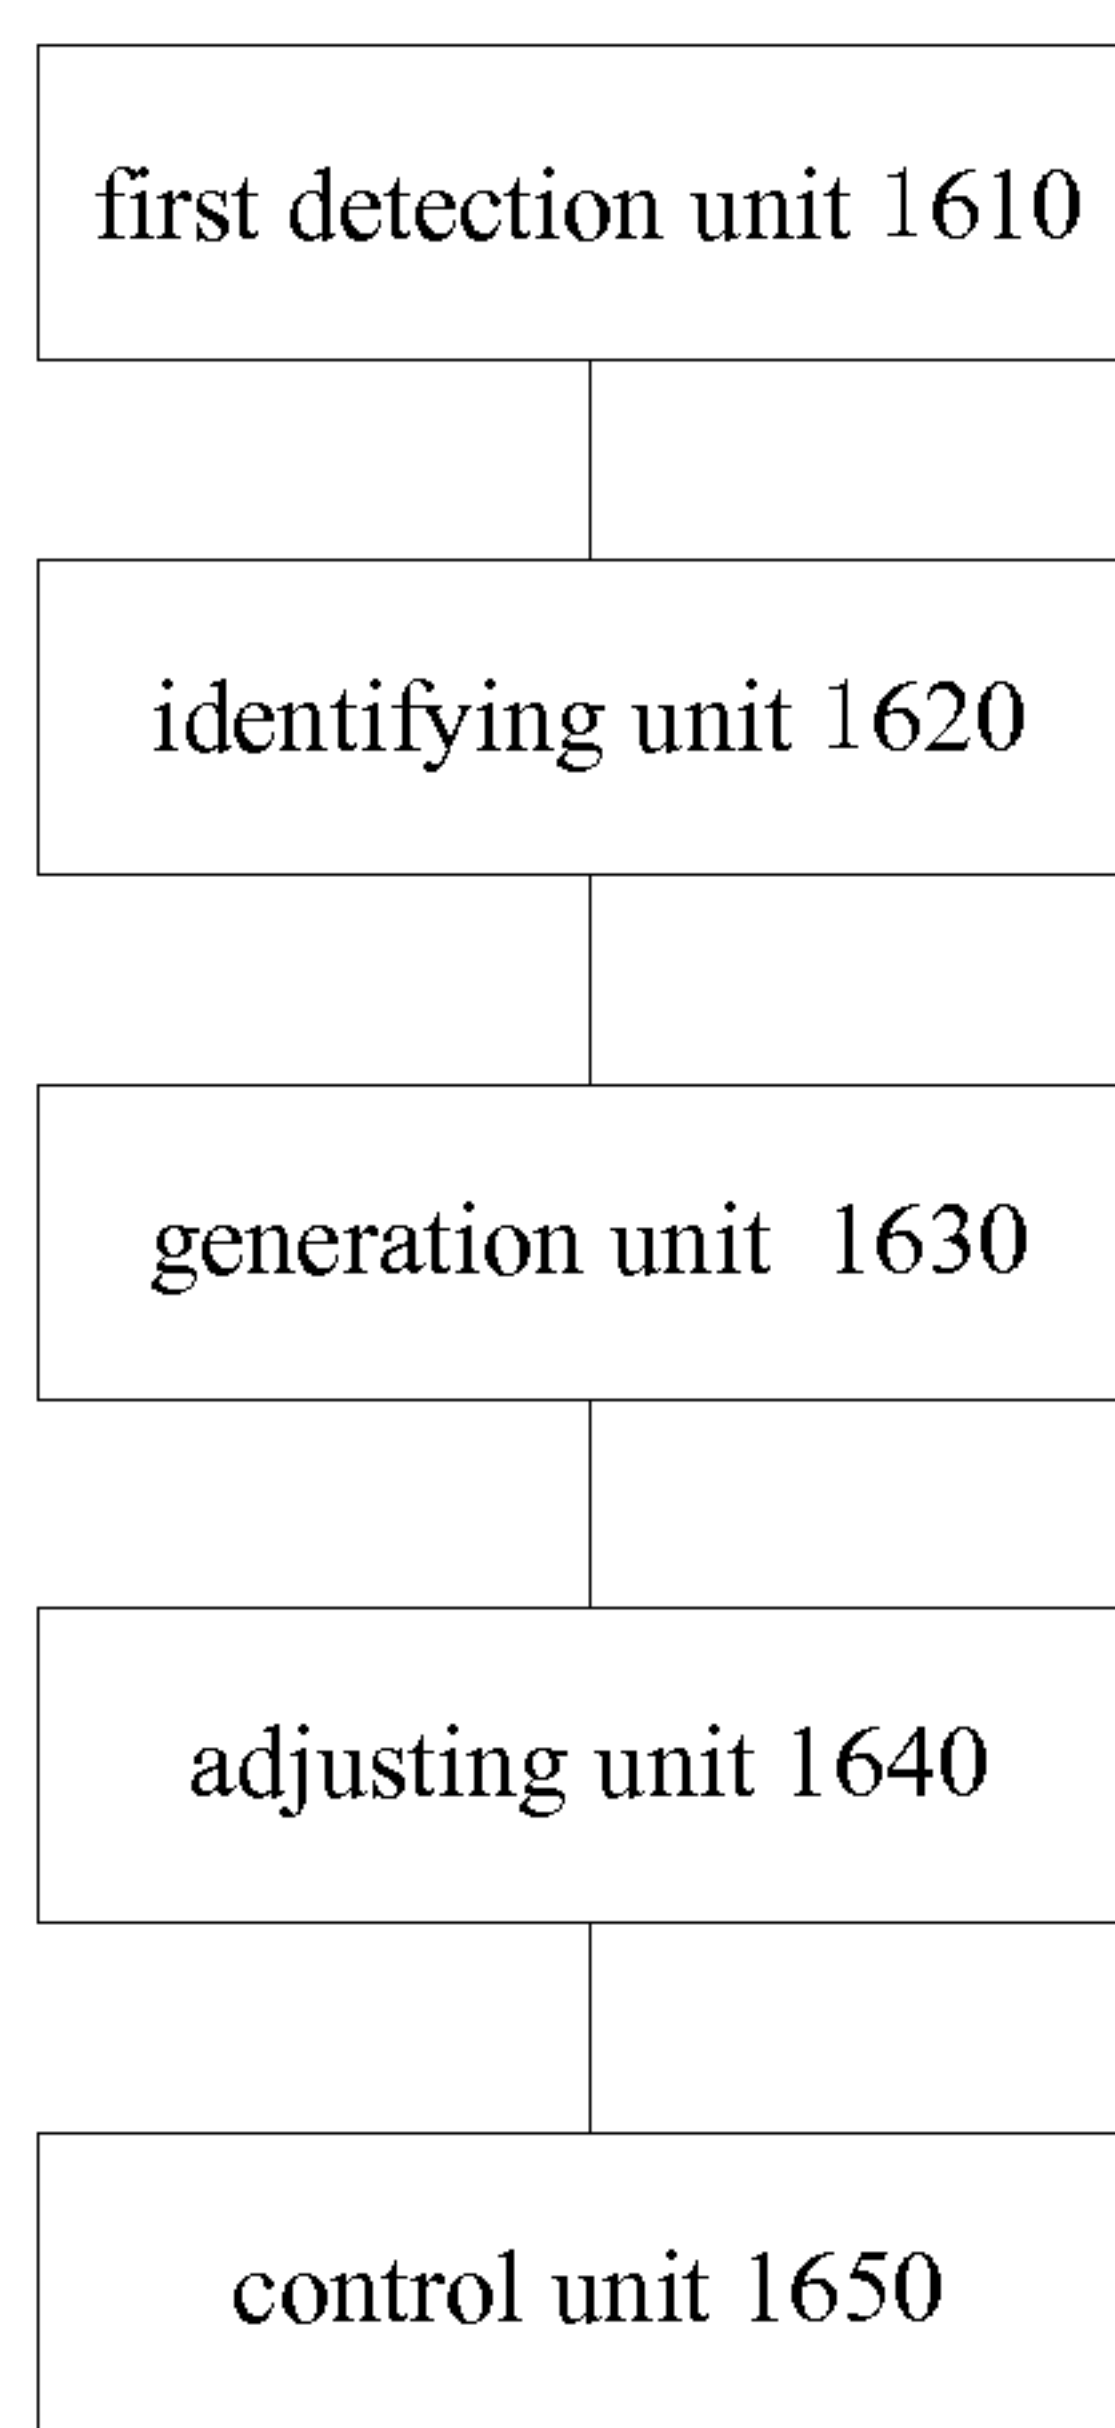 first detection unit 1610
identifying unit 1620
generation unit 1630
adjusting unit 1640
control unit 1650